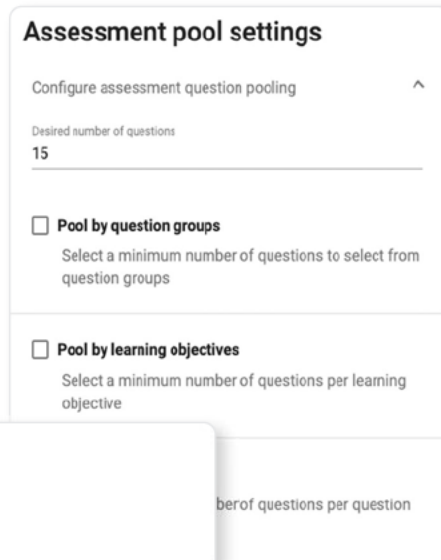 Assessment pool settings
Configure assessment question pooling
Desired number of questions
15
Pool by question groups
Select a minimum number of questions to select from
question groups
Pool by learning objectives
Select a minimum number of questions per learning
objective
of questions per question